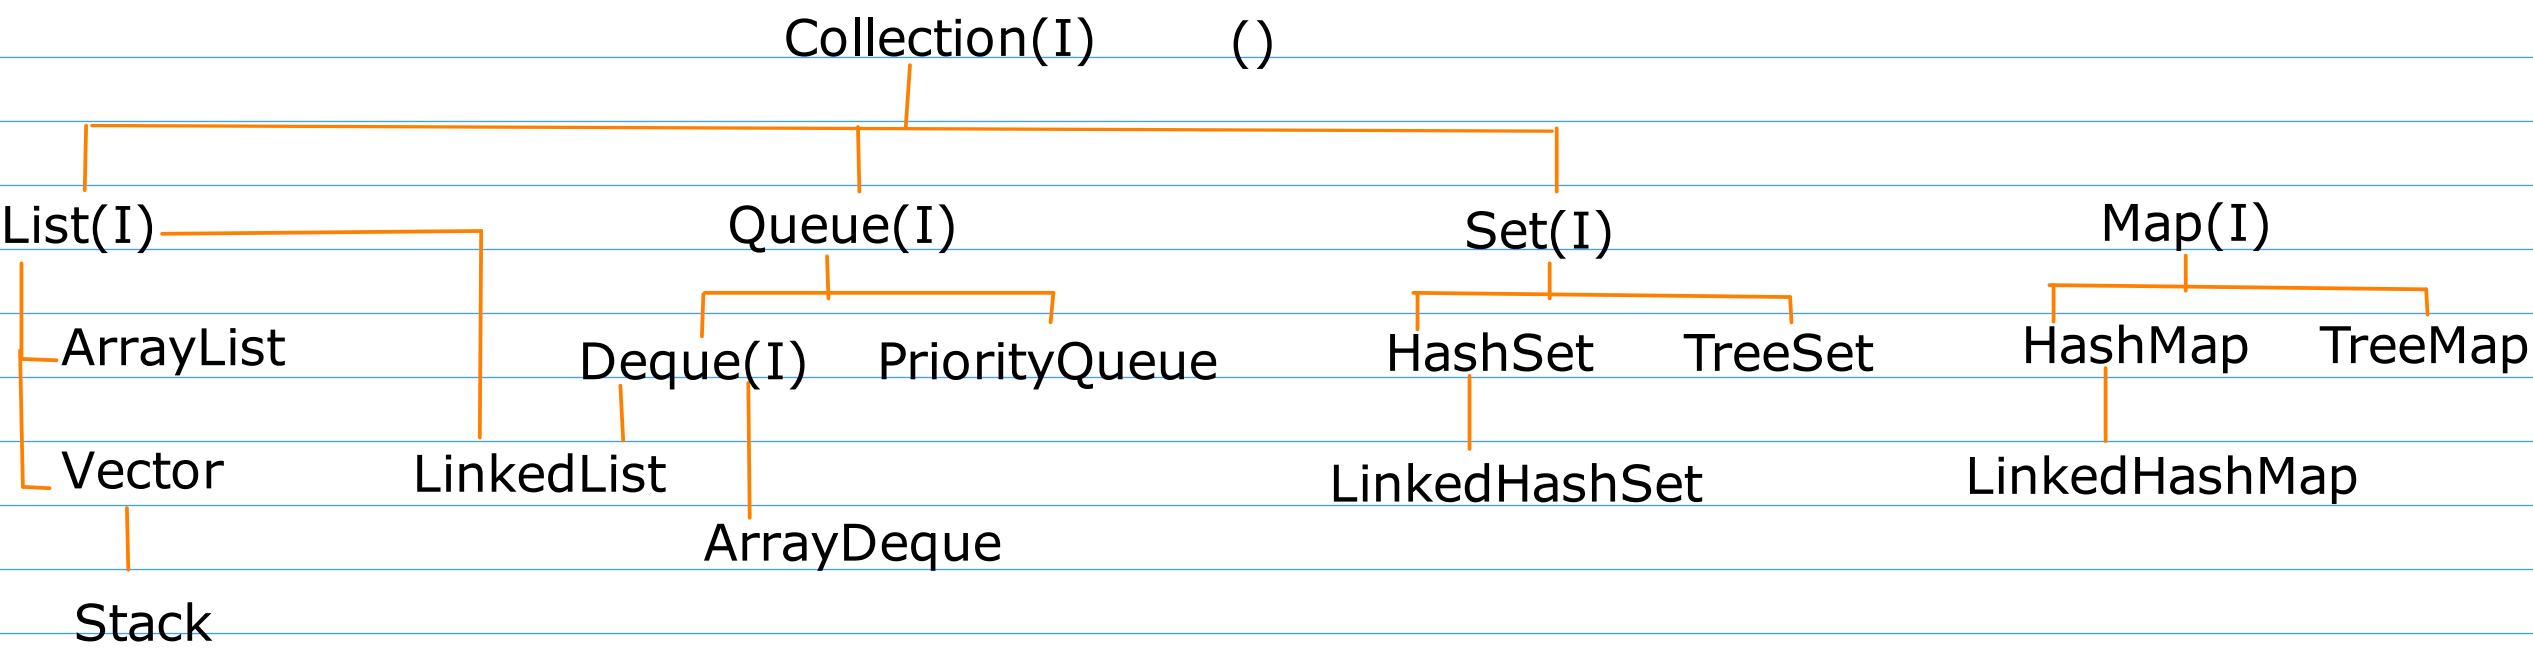 Collection(I) ()
List(I) Queue(I) Set(I) Map(I)
ArrayList Deque(I) PriorityQueue HashSet TreeSet HashMap TreeMap
Vector LinkedList LinkedHashSet LinkedHashMap
ArrayDeque
Stack